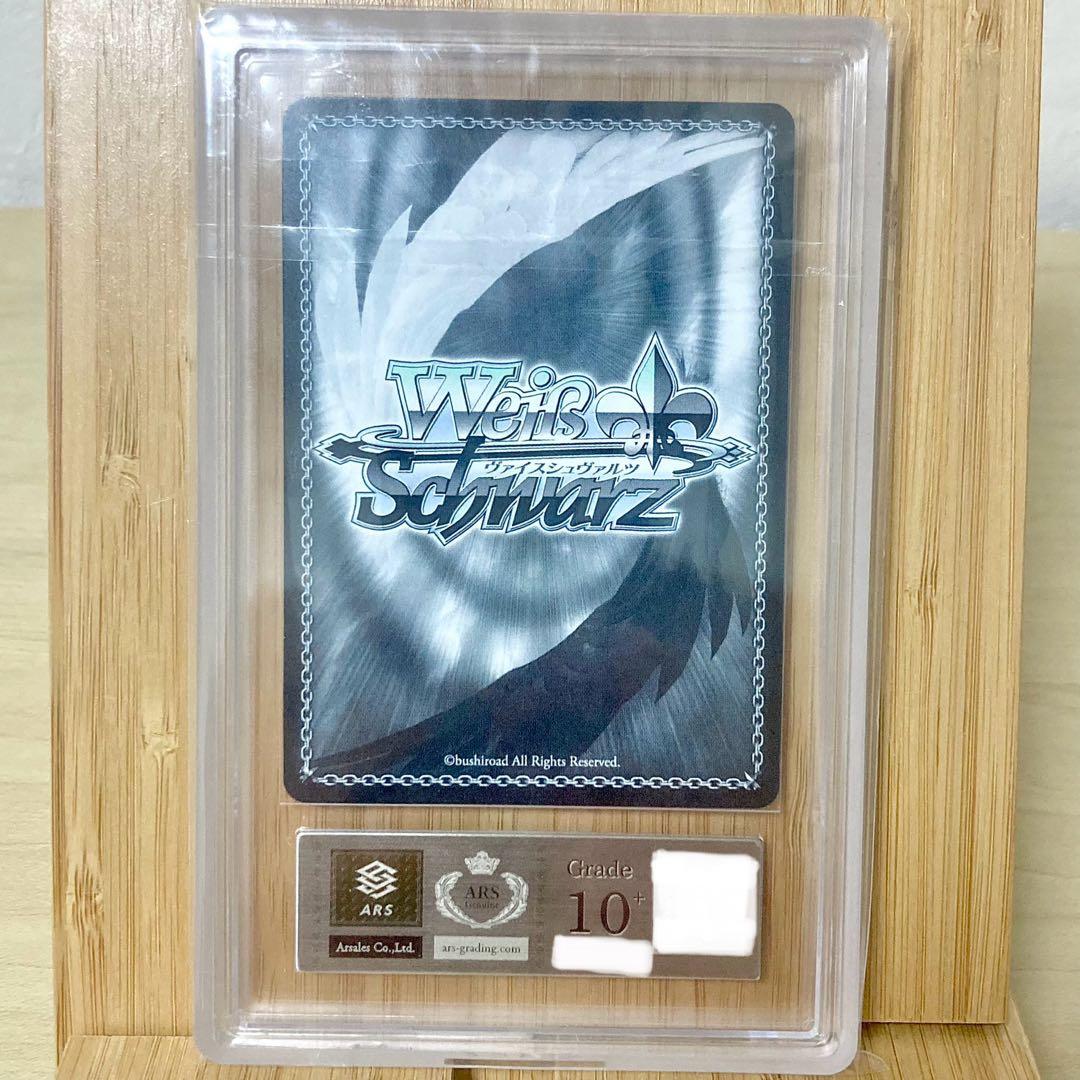 Weiß
ヴァイスシュヴァルツ
Schwarz
©bushiroad All Rights Reserved.
ARS
Arsales Co.,Ltd.
ARS
Genuine
ars-grading.com
Grade
10+